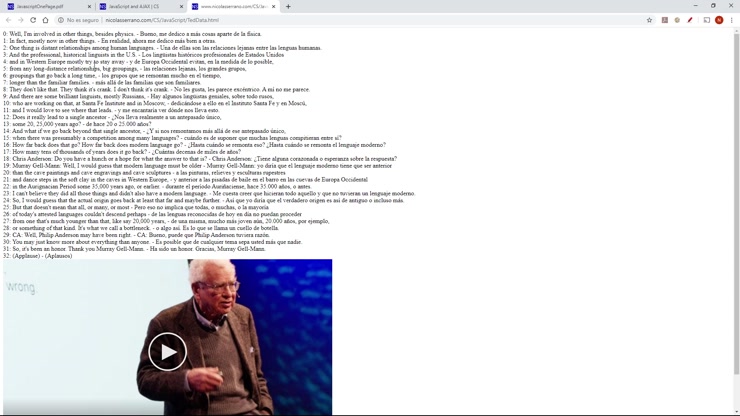 JavascriptOnePage.pdf
JavaScript and AJAX | CS
www.nicolasserrano.com/CS/Jav
No es seguro | nicolasserrano.com/CS/JavaScript/TedData.html
0: Well, I'm involved in other things, besides physics. - Bueno, me dedico a más cosas aparte de la física.
1: In fact, mostly now in other things. - En realidad, ahora me dedico más bien a otras.
2: One thing is distant relationships among human languages. - Una de ellas son las relaciones lejanas entre las lenguas humanas.
3: And the professional, historical linguists in the U.S. - Los lingüistas históricos profesionales de Estados Unidos
4: and in Western Europe mostly try to stay away - y de Europa Occidental evitan, en la medida de lo posible,
5: from any long-distance relationships, big groupings, - las relaciones lejanas, los grandes grupos,
6: groupings that go back a long time, - los grupos que se remontan mucho en el tiempo,
7: longer than the familiar families. - más allá de las familias que son familiares.
8: They don't like that. They think it's crank. I don't think it's crank. - No les gusta, les parece excéntrico. A mí no me parece.
9: And there are some brilliant linguists, mostly Russians, - Hay algunos lingüistas geniales, sobre todo rusos,
10: who are working on that, at Santa Fe Institute and in Moscow, - dedicándose a ello en el Instituto Santa Fe y en Moscú,
11: and I would love to see where that leads. - y me encantaría ver dónde nos lleva esto.
12: Does it really lead to a single ancestor - ¿Nos lleva realmente a un antepasado único,
13: some 20, 25,000 years ago? - de hace 20 o 25.000 años?
14: And what if we go back beyond that single ancestor, - ¿Y si nos remontamos más allá de ese antepasado único,
15: when there was presumably a competition among many languages? - cuándo es de suponer que muchas lenguas competieran entre sí?
16: How far back does that go? How far back does modern language go? - ¿Hasta cuándo se remonta eso? ¿Hasta cuándo se remonta el lenguaje moderno?
17: How many tens of thousands of years does it go back? - ¿Cuántas decenas de miles de años?
18: Chris Anderson: Do you have a hunch or a hope for what the answer to that is? - Chris Anderson: ¿Tiene alguna corazonada o esperanza sobre la respuesta?
19: Murray Gell-Mann: Well, I would guess that modern language must be older - Murray Gell-Mann: yo diría que el lenguaje moderno tiene que ser anterior
20: than the cave paintings and cave engravings and cave sculptures - a las pinturas, relieves y esculturas rupestres
21: and dance steps in the soft clay in the caves in Western Europe, - y anterior a las pisadas de baile en el barro en las cuevas de Europa Occidental
22: in the Aurignacian Period some 35,000 years ago, or earlier. - durante el período Auriñaciense, hace 35.000 años, o antes.
23: I can't believe they did all those things and didn't also have a modern language. - Me cuesta creer que hicieran todo aquello y que no tuvieran un lenguaje moderno.
24: So, I would guess that the actual origin goes back at least that far and maybe further. - Así que yo diría que el verdadero origen es así de antiguo o incluso más.
25: But that doesn't mean that all, or many, or most - Pero eso no implica que todas, o muchas, o la mayoría
26: of today's attested languages couldn't descend perhaps - de las lenguas reconocidas de hoy en día no puedan proceder
27: from one that's much younger than that, like say 20,000 years, - de una misma, mucho más joven aún, 20.000 años, por ejemplo,
28: or something of that kind. It's what we call a bottleneck. - o algo así. Es lo que se llama un cuello de botella.
29: CA: Well, Philip Anderson may have been right. - CA: Bueno, puede que Philip Anderson tuviera razón.
30: You may just know more about everything than anyone. - Es posible que de cualquier tema sepa usted más que nadie.
31: So, it's been an honor. Thank you Murray Gell-Mann. - Ha sido un honor. Gracias, Murray Gell-Mann.
32: (Applause) - (Aplausos)
wrong.